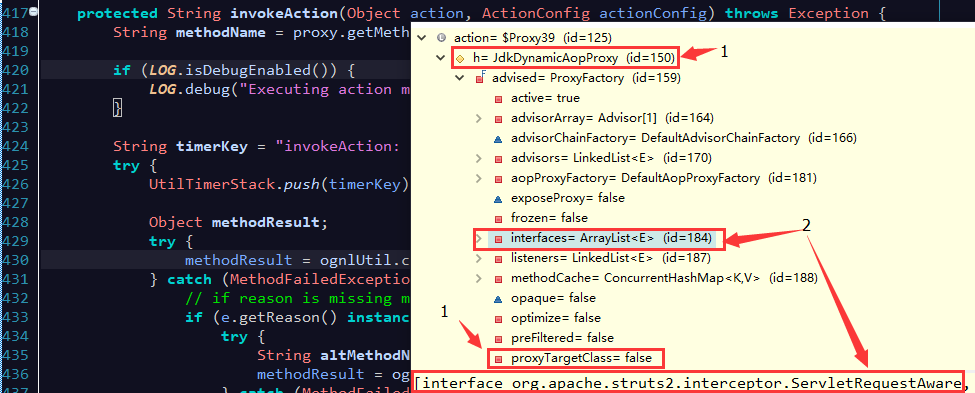 417 protected String invokeAction(Object action, ActionConfig actionConfig) throws Exception {
418 String methodName = proxy.getMeth
action= $Proxy39 (id=125)
h= JdkDynamicAopProxy (id=150)
1
420 if (LOG.isDebugEnabled()) {
advised= ProxyFactory (id=159)
421 LOG.debug("Executing action m
active= true
422 }
advisorArray= Advisor[1] (id=164)
423
advisorChainFactory= DefaultAdvisorChainFactory (id=166)
424 String timerKey = "invokeAction:
advisors= LinkedList<E> (id=170)
425 try {
aopProxyFactory= DefaultAopProxyFactory (id=181)
426 UtilTimerStack.push(timerKey)
exposeProxy= false
427
frozen= false
428 Object methodResult;
2
429 try {
interfaces= ArrayList<E> (id=184)
430 methodResult = ognlUtil.c
listeners= LinkedList<E> (id=187)
431 } catch (MethodFailedException
methodCache= ConcurrentHashMap<K,V> (id=188)
432 // if reason is missing m
opaque= false
433 if (e.getReason() instanc
optimize= false
1
434 try {
preFiltered= false
435 String altMethodN
proxyTargetClass= false
436 methodResult = og
[interface org.apache.struts2.interceptor.ServletRequestAware,
437 } catch (MethodFailed